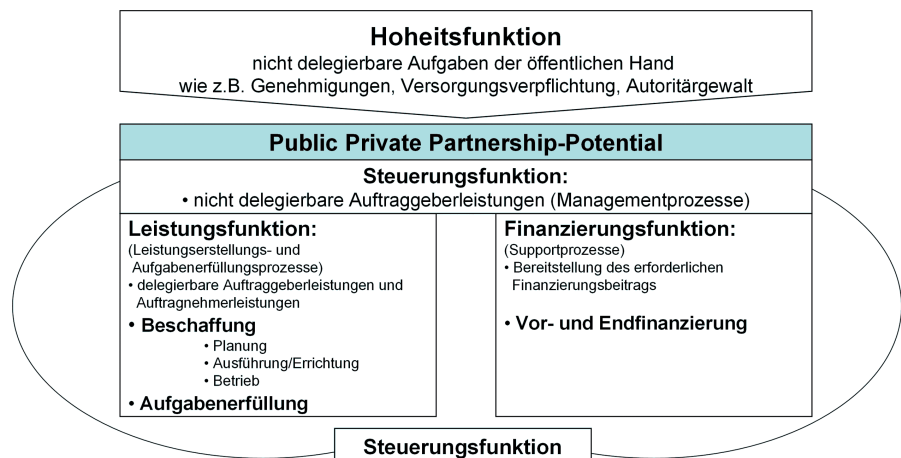 Hoheitsfunktion
nicht delegierbare Aufgaben der öffentlichen Hand
wie z.B. Genehmigungen, Versorgungsverpflichtung, Autoritärgewalt
Public Private Partnership-Potential
Steuerungsfunktion:
• nicht delegierbare Auftraggeberleistungen (Managementprozesse)
Leistungsfunktion:
(Leistungserstellungs- und
Aufgabenerfüllungsprozesse)
• delegierbare Auftraggeberleistungen und
Auftragnehmerleistungen
• Beschaffung
• Planung
• Ausführung/Errichtung
• Betrieb
• Aufgabenerfüllung
Finanzierungsfunktion:
(Supportprozesse)
• Bereitstellung des erforderlichen
Finanzierungsbeitrags
• Vor- und Endfinanzierung
Steuerungsfunktion